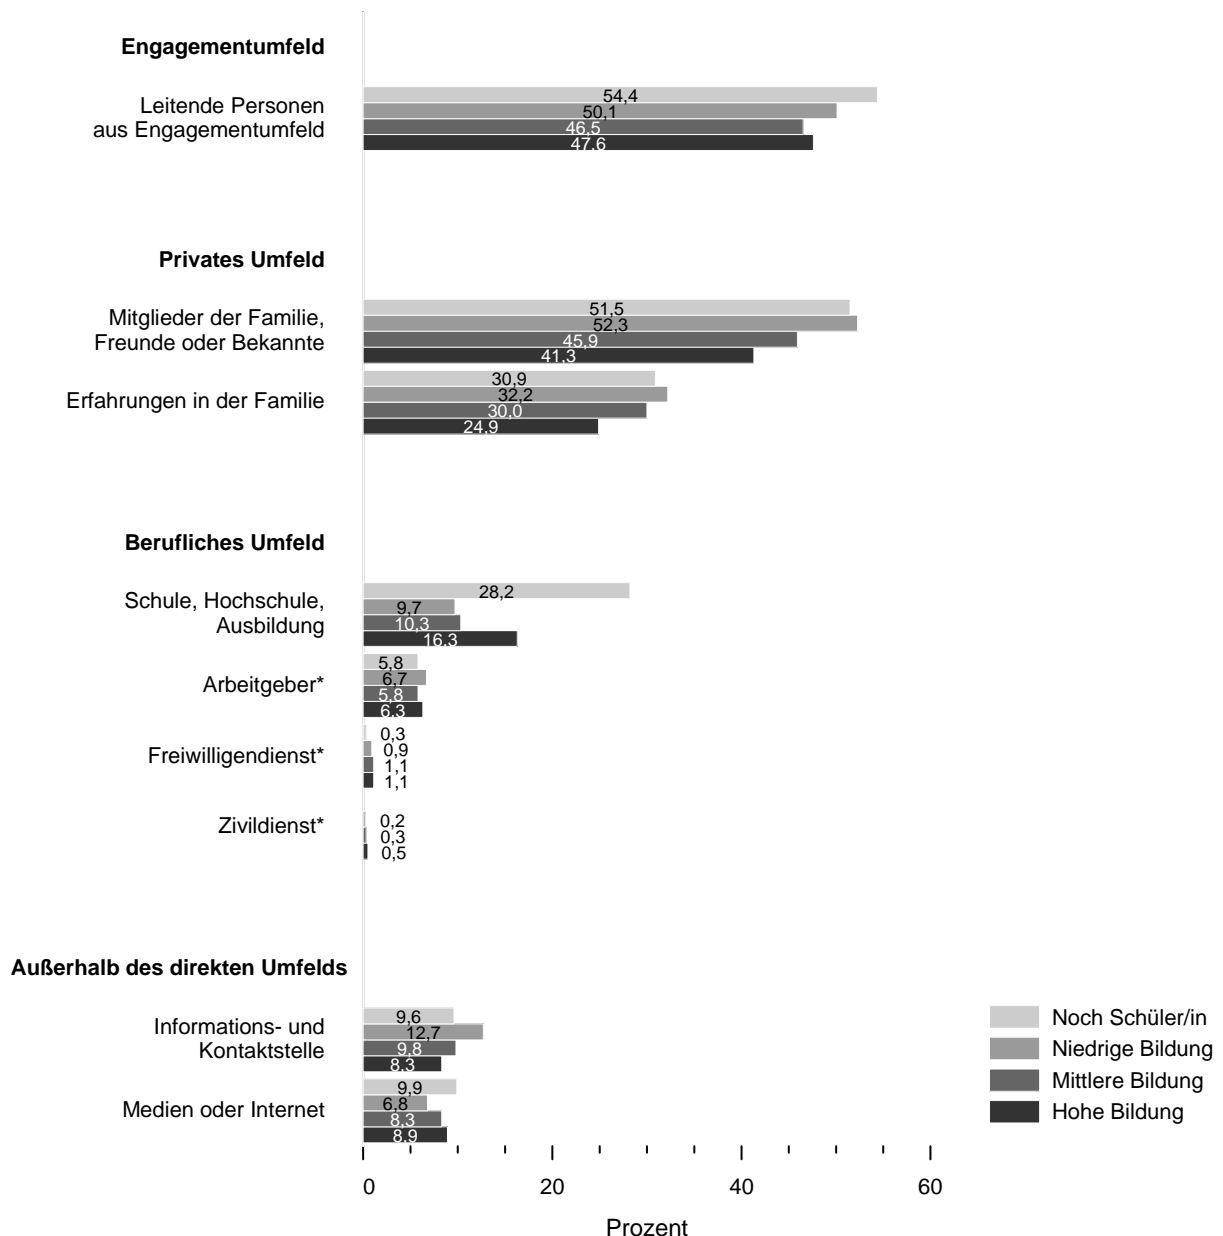 Engagementumfeld
Leitende Personen
aus Engagementumfeld
54,4
50,1
46,5
47,6
Privates Umfeld
Mitglieder der Familie,
Freunde oder Bekannte
51,5
52,3
45,9
41,3
Erfahrungen in der Familie
30,9
32,2
30,0
24,9
Berufliches Umfeld
Schule, Hochschule,
Ausbildung
28,2
9,7
10,3
16,3
Arbeitgeber*
5,8
6,7
5,8
6,3
Freiwilligendienst*
0,3
0,9
1,1
1,1
Zivildienst*
0,2
0,3
0,5
Außerhalb des direkten Umfelds
Informations- und
Kontaktstelle
9,6
12,7
9,8
8,3
Medien oder Internet
9,9
6,8
8,3
8,9
Noch Schüler/in
Niedrige Bildung
Mittlere Bildung
Hohe Bildung
0 20 40 60
Prozent